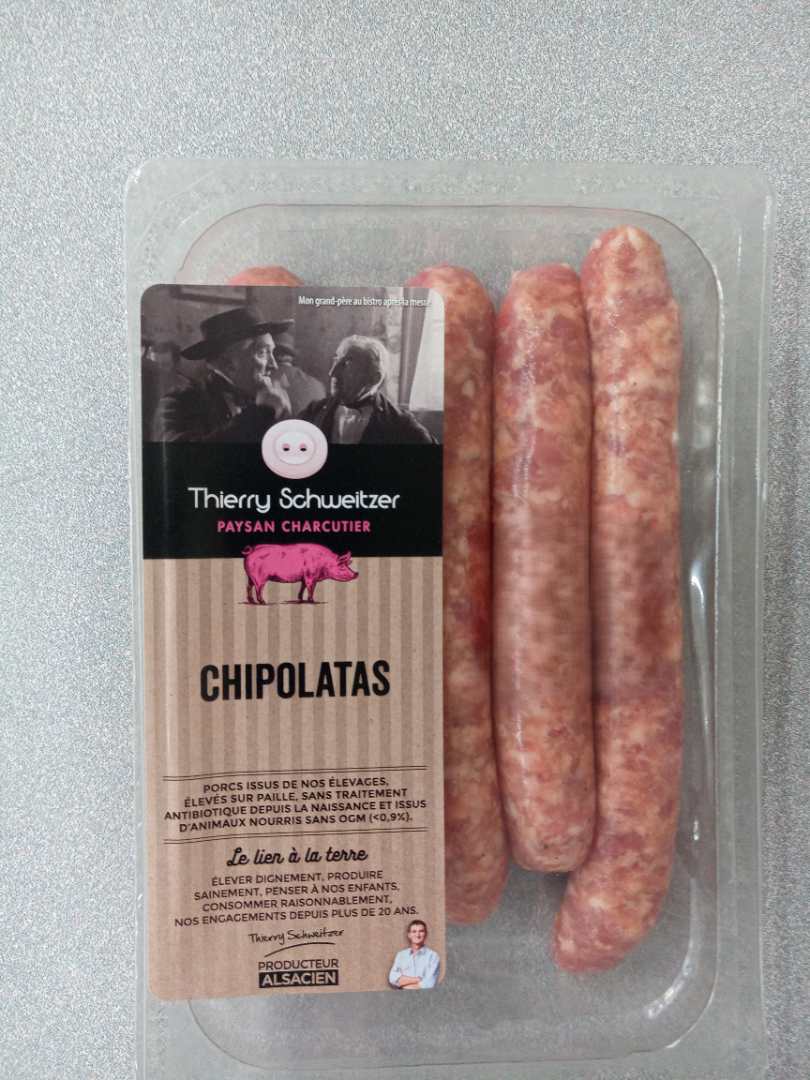 Mon grand-père au bistro après la messe
Thierry Schweitzer
PAYSAN CHARCUTIER
CHIPOLATAS
PORCS ISSUS DE NOS ÉLEVAGES,
ÉLEVÉS SUR PAILLE, SANS TRAITEMENT
ANTIBIOTIQUE DEPUIS LA NAISSANCE ET ISSUS
D'ANIMAUX NOURRIS SANS OGM (<0,9%).
Le lien à la terre
ÉLEVER DIGNEMENT, PRODUIRE
SAINEMENT, PENSER À NOS ENFANTS,
CONSOMMER RAISONNABLEMENT,
NOS ENGAGEMENTS DEPUIS PLUS DE 20 ANS.
Thierry Schweitzer
PRODUCTEUR
ALSACIEN